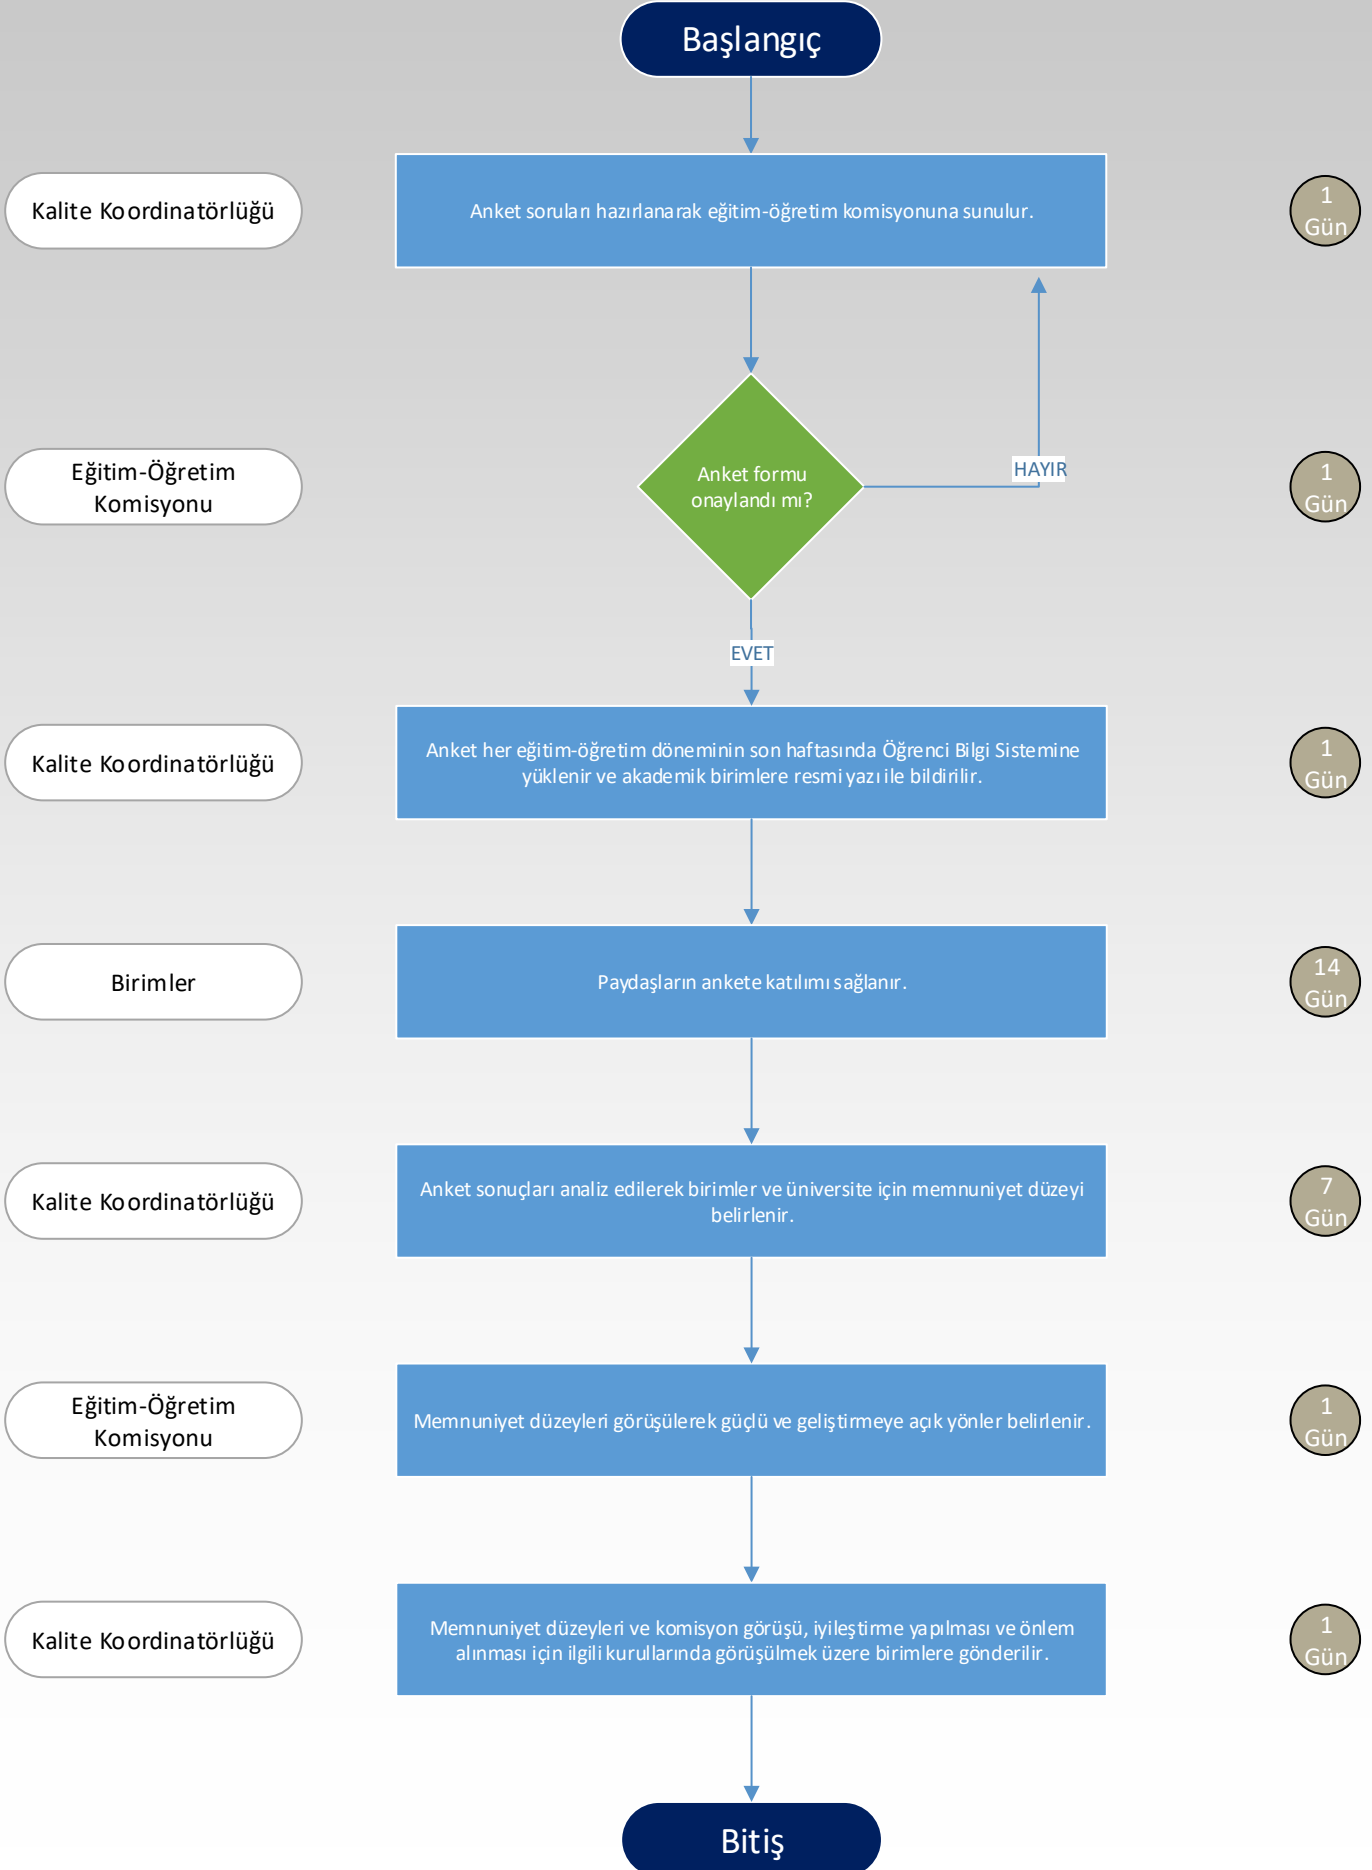 Başlangıç
Kalite Koordinatörlüğü
Anket soruları hazırlanarak eğitim-öğretim komisyonuna sunulur.
1
Gün
Eğitim-Öğretim
Komisyonu
Anket formu
onaylandı mı?
HAYIR
1
Gün
EVET
Kalite Koordinatörlüğü
Anket her eğitim-öğretim döneminin son haftasında Öğrenci Bilgi Sistemine
yüklenir ve akademik birimlere resmi yazı ile bildirilir.
1
Gün
Birimler
Paydaşların ankete katılımı sağlanır.
14
Gün
Kalite Koordinatörlüğü
Anket sonuçları analiz edilerek birimler ve üniversite için memnuniyet düzeyi
belirlenir.
7
Gün
Eğitim-Öğretim
Komisyonu
Memnuniyet düzeyleri görüşülerek güçlü ve geliştirmeye açık yönler belirlenir.
1
Gün
Kalite Koordinatörlüğü
Memnuniyet düzeyleri ve komisyon görüşü, iyileştirme yapılması ve önlem
alınması için ilgili kurullarında görüşülmek üzere birimlere gönderilir.
1
Gün
Bitiş